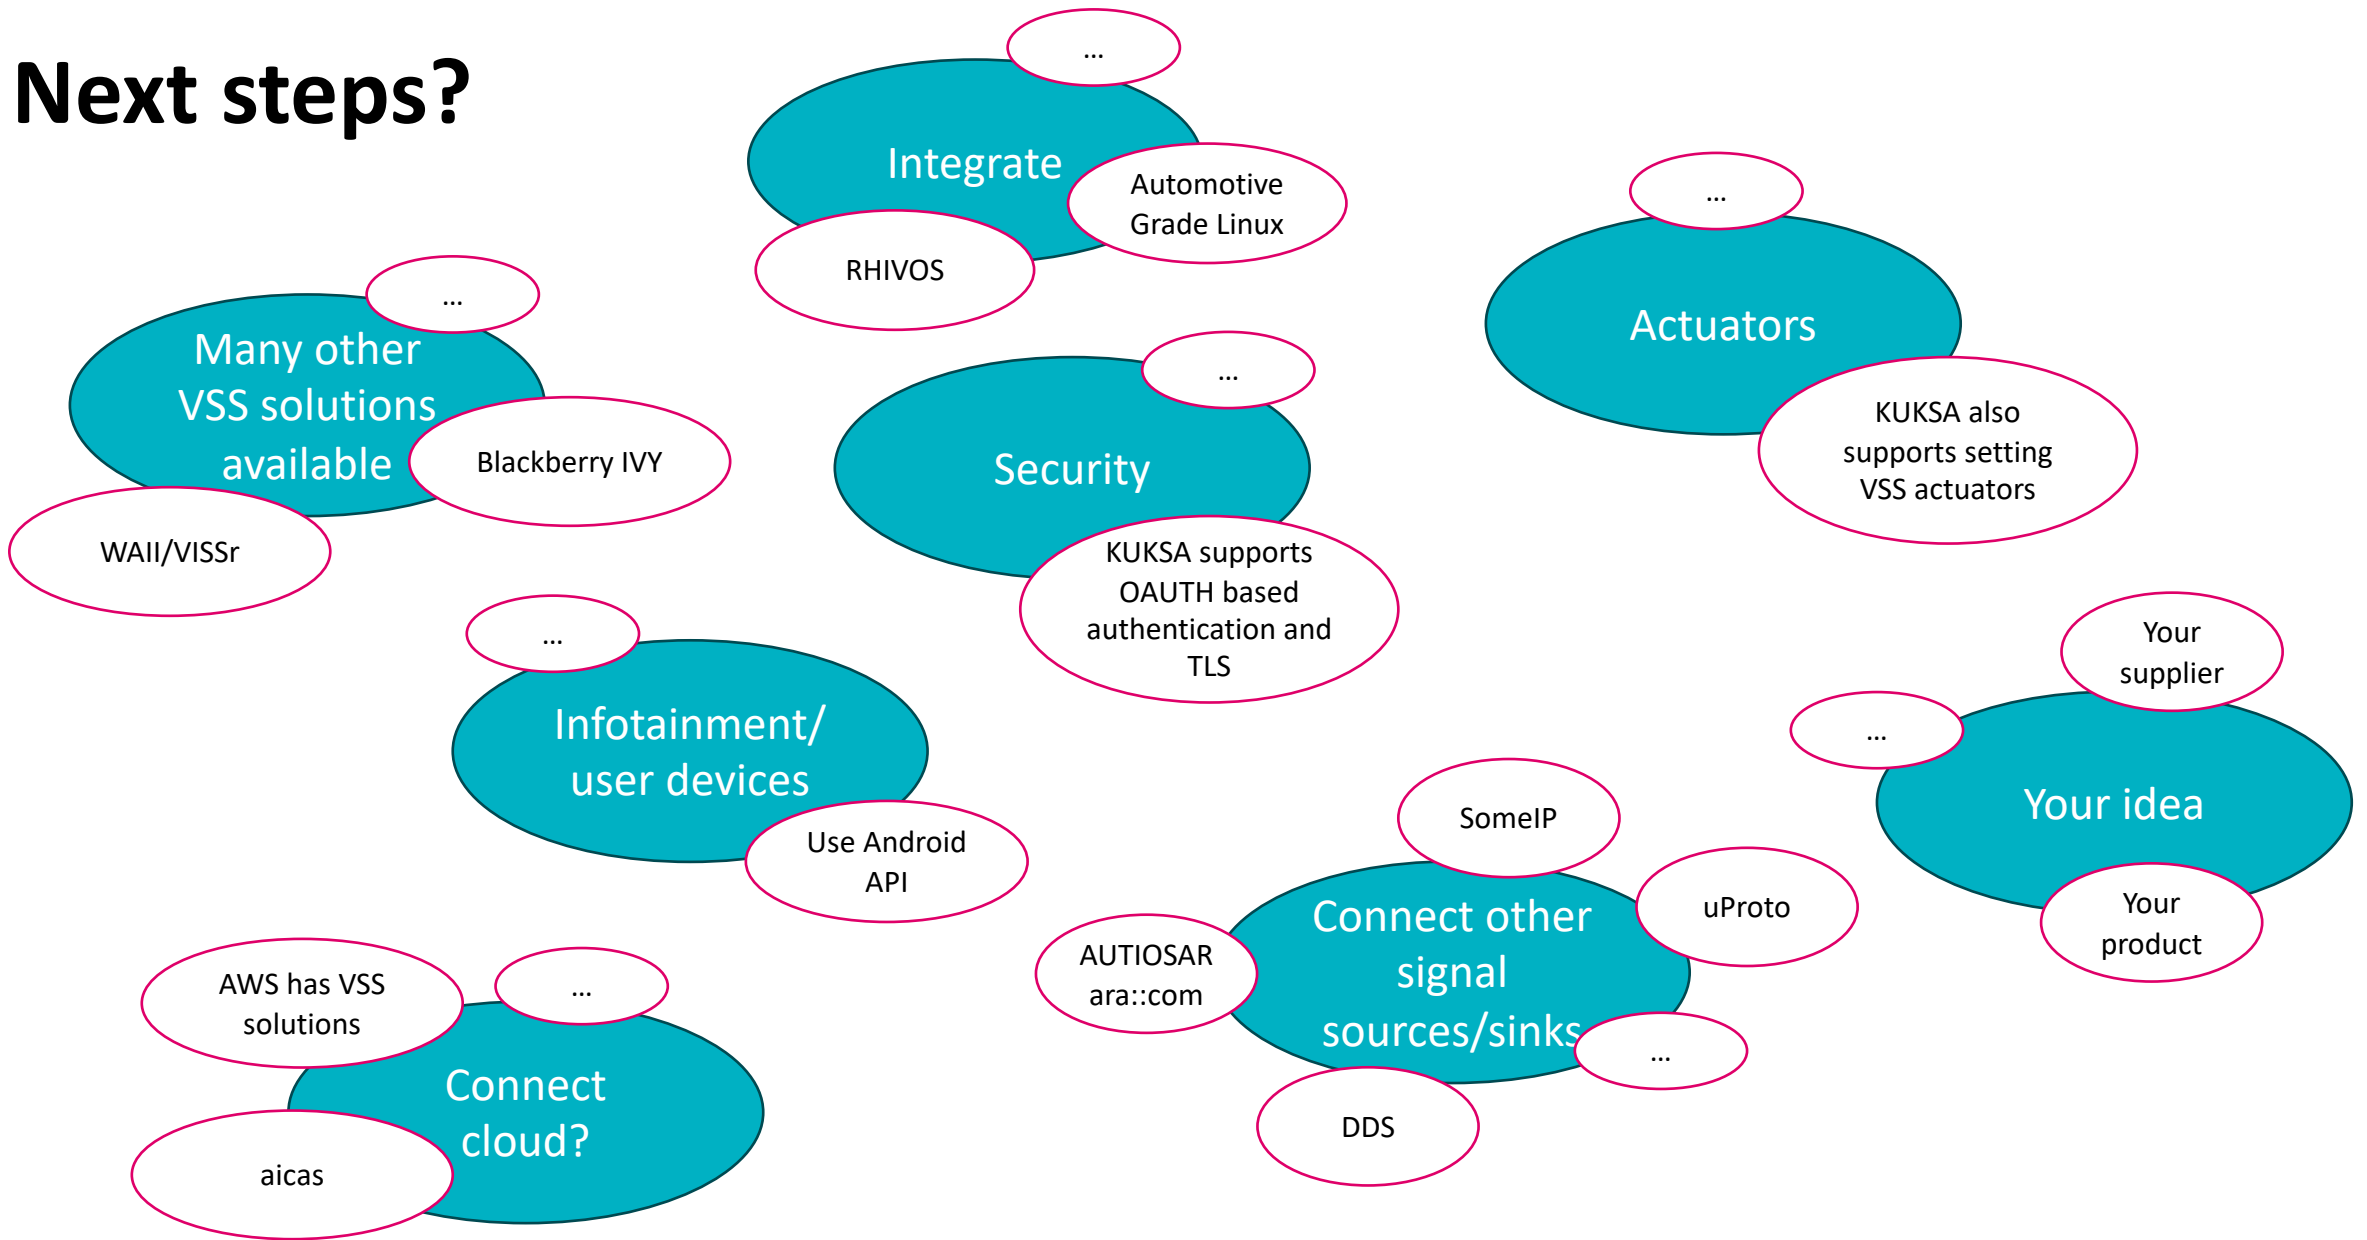 Next steps?
...
Integrate
Automotive
Grade Linux
RHIVOS
...
Actuators
KUKSA also
supports setting
VSS actuators
...
Many other
VSS solutions
available
Blackberry IVY
WAII/VISSr
...
Security
KUKSA supports
OAUTH based
authentication and
TLS
...
Infotainment/
user devices
Use Android
API
Your
supplier
...
Your idea
Your
product
SomeIP
uProto
Connect other
signal
sources/sinks
AUTIOSAR
ara::com
...
DDS
AWS has VSS
solutions
...
Connect
cloud?
aicas